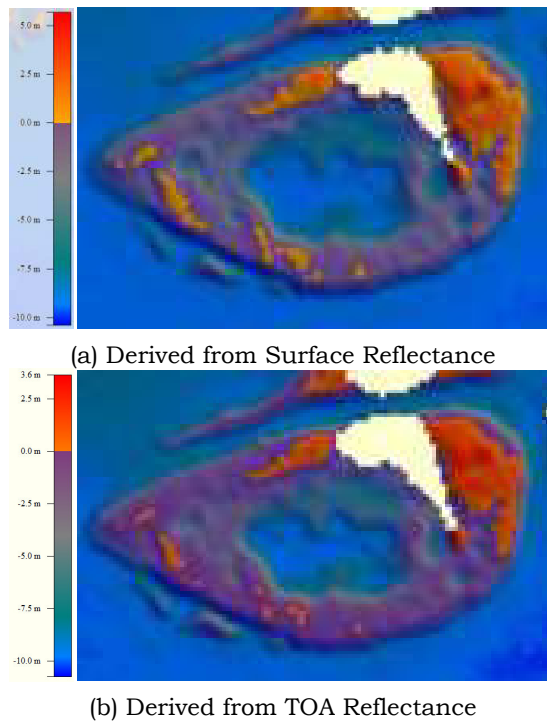 5.0 m
2.5 m
0.0 m
-2.5 m
-5.0 m
-7.5 m
-10.0 m
(a) Derived from Surface Reflectance
3.6 m
2.5 m
0.0 m
-2.5 m
-5.0 m
-7.5 m
-10.0 m
(b) Derived from TOA Reflectance